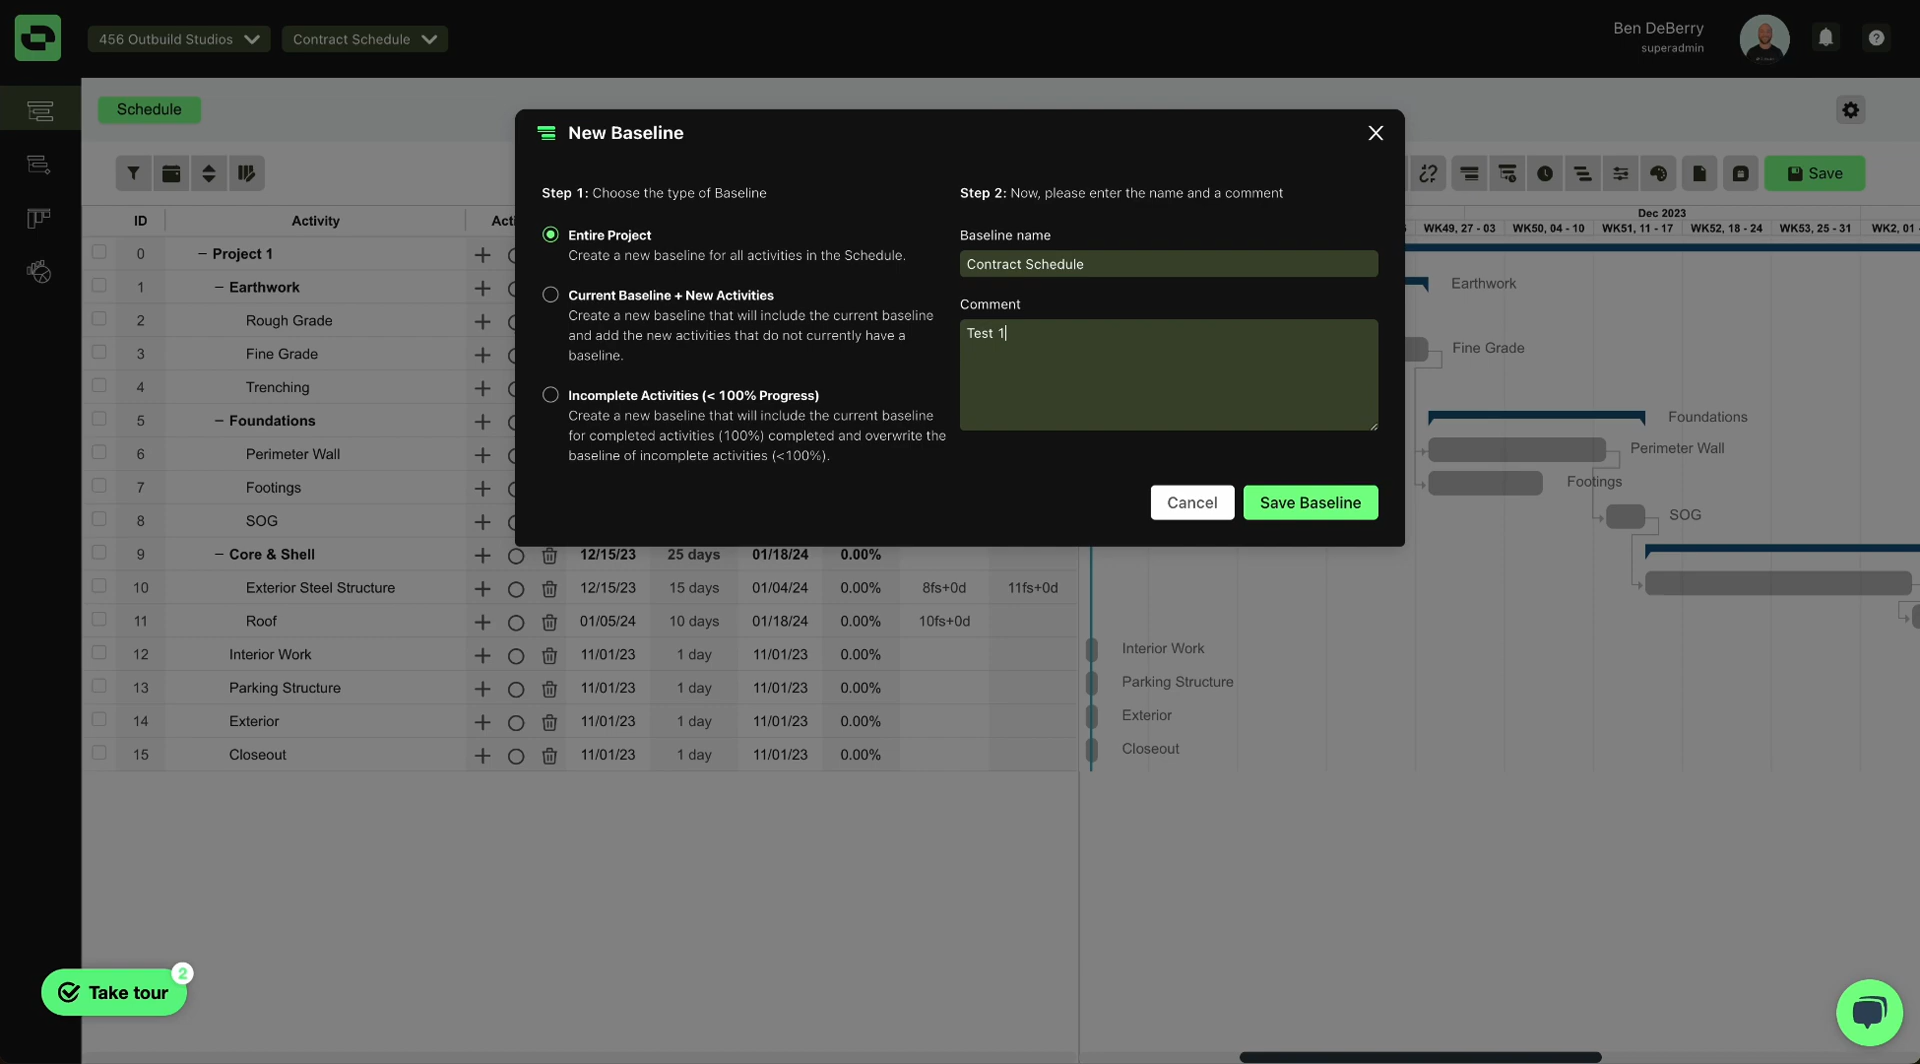 456 Outbuild Studios
Contract Schedule
Ben DeBerry
superadmin
Schedule
New Baseline
Step 1: Choose the type of Baseline
Entire Project
Create a new baseline for all activities in the Schedule.
Current Baseline + New Activities
Create a new baseline that will include the current baseline
and add the new activities that do not currently have a
baseline.
Incomplete Activities (< 100% Progress)
Create a new baseline that will include the current baseline
for completed activities (100%) completed and overwrite the
baseline of incomplete activities (<100%).
Step 2: Now, please enter the name and a comment
Baseline name
Contract Schedule
Comment
Test 1
Cancel
Save Baseline
Save
ID Activity Acti
0 – Project 1
1 – Earthwork
2 Rough Grade
3 Fine Grade
4 Trenching
5 – Foundations
6 Perimeter Wall
7 Footings
8 SOG
9 – Core & Shell 12/15/23 25 days 01/18/24 0.00%
10 Exterior Steel Structure 12/15/23 15 days 01/04/24 0.00% 8fs+0d 11fs+0d
11 Roof 01/05/24 10 days 01/18/24 0.00% 10fs+0d
12 Interior Work 11/01/23 1 day 11/01/23 0.00%
13 Parking Structure 11/01/23 1 day 11/01/23 0.00%
14 Exterior 11/01/23 1 day 11/01/23 0.00%
15 Closeout 11/01/23 1 day 11/01/23 0.00%
Dec 2023
WK49, 27 - 03 WK50, 04 - 10 WK51, 11 - 17 WK52, 18 - 24 WK53, 25 - 31 WK2, 01
Earthwork
Fine Grade
Foundations
Perimeter Wall
Footings
SOG
Interior Work
Parking Structure
Exterior
Closeout
Take tour
2